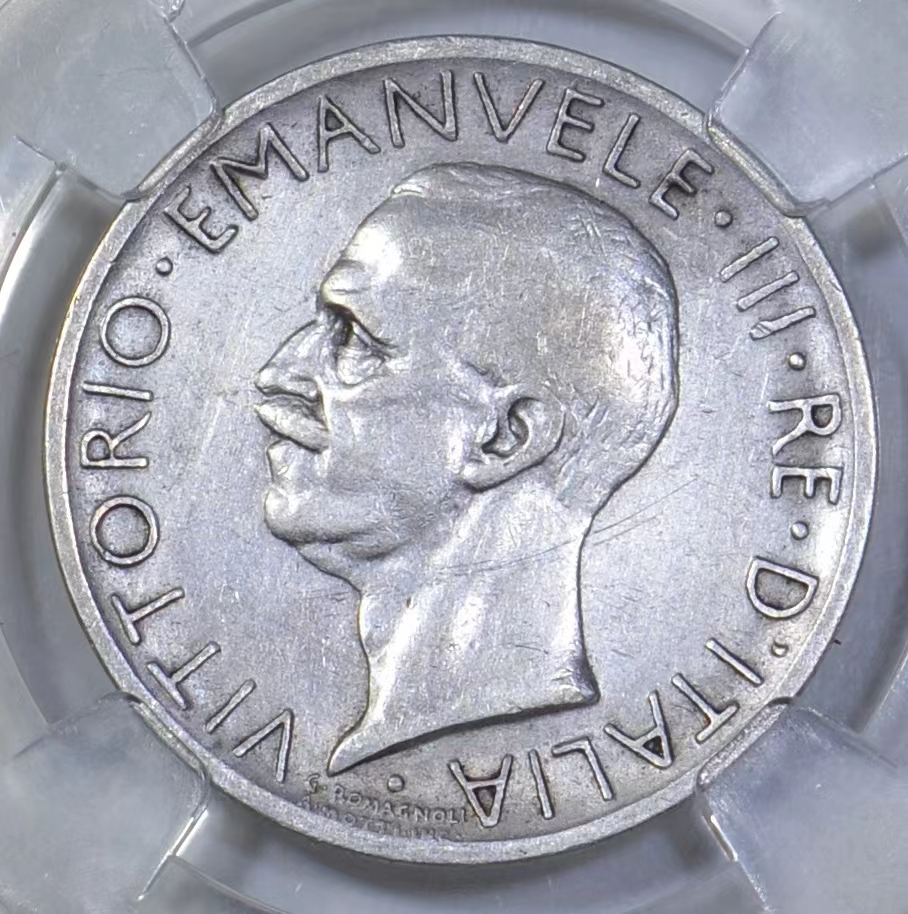 VITTORIO · EMANVELE · III · RE · D'ITALIA
G. ROMAGNOLI